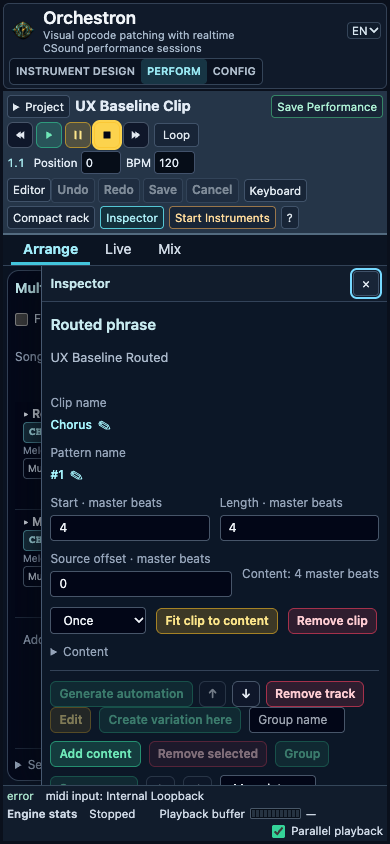 Orchestron
Visual opcode patching with realtime
CSound performance sessions
EN
INSTRUMENT DESIGN PERFORM CONFIG
Project UX Baseline Clip Save Performance
Loop
1.1 Position 0 BPM 120
Editor Undo Redo Save Cancel Keyboard
Compact rack Inspector Start Instruments ?
Arrange Live Mix
Inspector ×
Routed phrase
UX Baseline Routed
Clip name
Chorus
Pattern name
#1
Start · master beats Length · master beats
4 4
Source offset · master beats
0 Content: 4 master beats
Once Fit clip to content Remove clip
Content
Generate automation ↑ ↓ Remove track
Edit Create variation here Group name
Add content Remove selected Group
error midi input: Internal Loopback
Engine stats Stopped Playback buffer —
Parallel playback